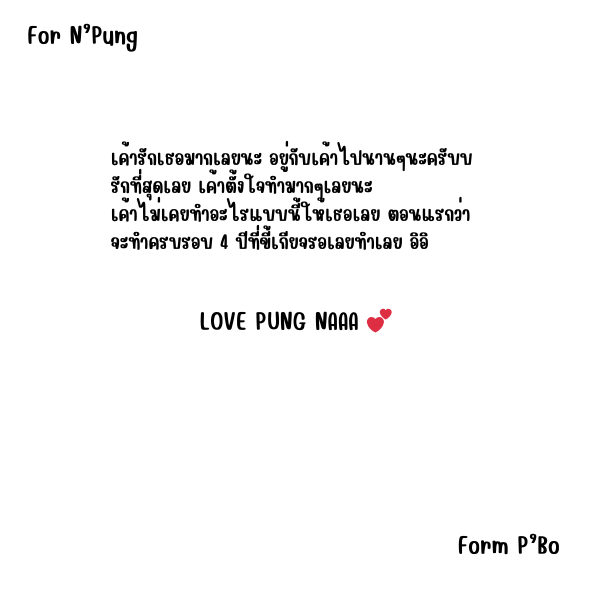 For N'Pung
เค้ารักเธอมากเลยนะ อยู่กับเค้าไปนานๆนะครับบ
รักที่สุดเลย เค้าตั้งใจทำมากๆเลยนะ
เค้าไม่เคยทำอะไรแบบนี้ให้เธอเลย ตอนแรกว่า
จะทำครบรอบ 4 ปีที่ขี้เกียจรอเลยทำเลย อิอิ
LOVE PUNG NAAA 💕
Form P'Bo